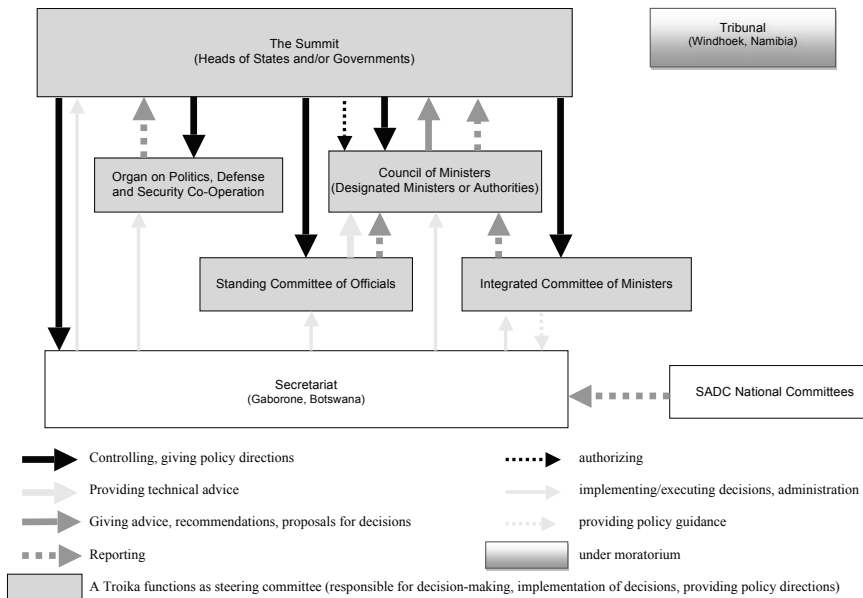 The Summit
(Heads of States and/or Governments)
Tribunal
(Windhoek, Namibia)
Organ on Politics, Defense
and Security Co-Operation
Council of Ministers
(Designated Ministers or Authorities)
Standing Committee of Officials
Integrated Committee of Ministers
Secretariat
(Gaborone, Botswana)
SADC National Committees
Controlling, giving policy directions
authorizing
Providing technical advice
implementing/executing decisions, administration
Giving advice, recommendations, proposals for decisions
providing policy guidance
Reporting
under moratorium
A Troika functions as steering committee (responsible for decision-making, implementation of decisions, providing policy directions)